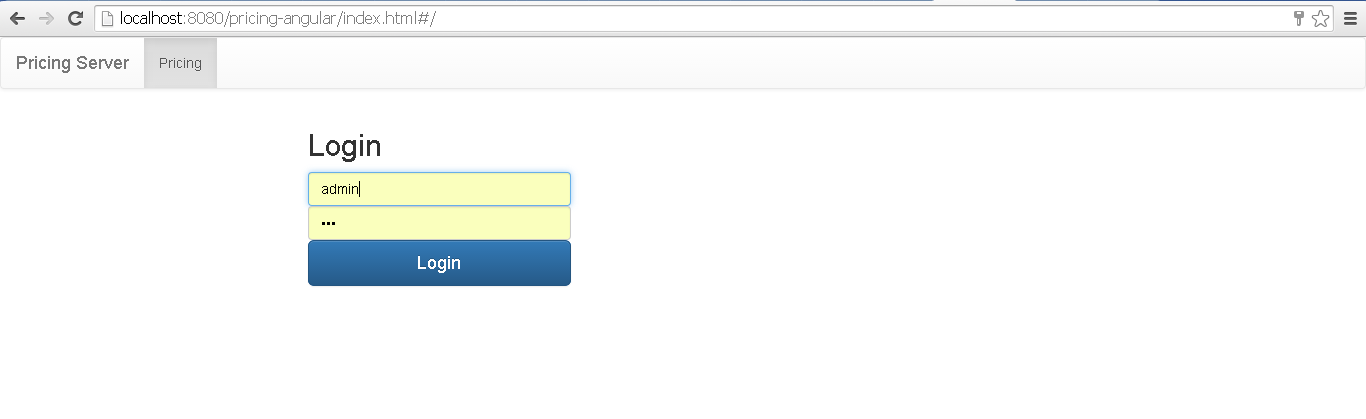 localhost:8080/pricing-angular/index.html#/
Pricing Server Pricing
Login
admin
•••
Login